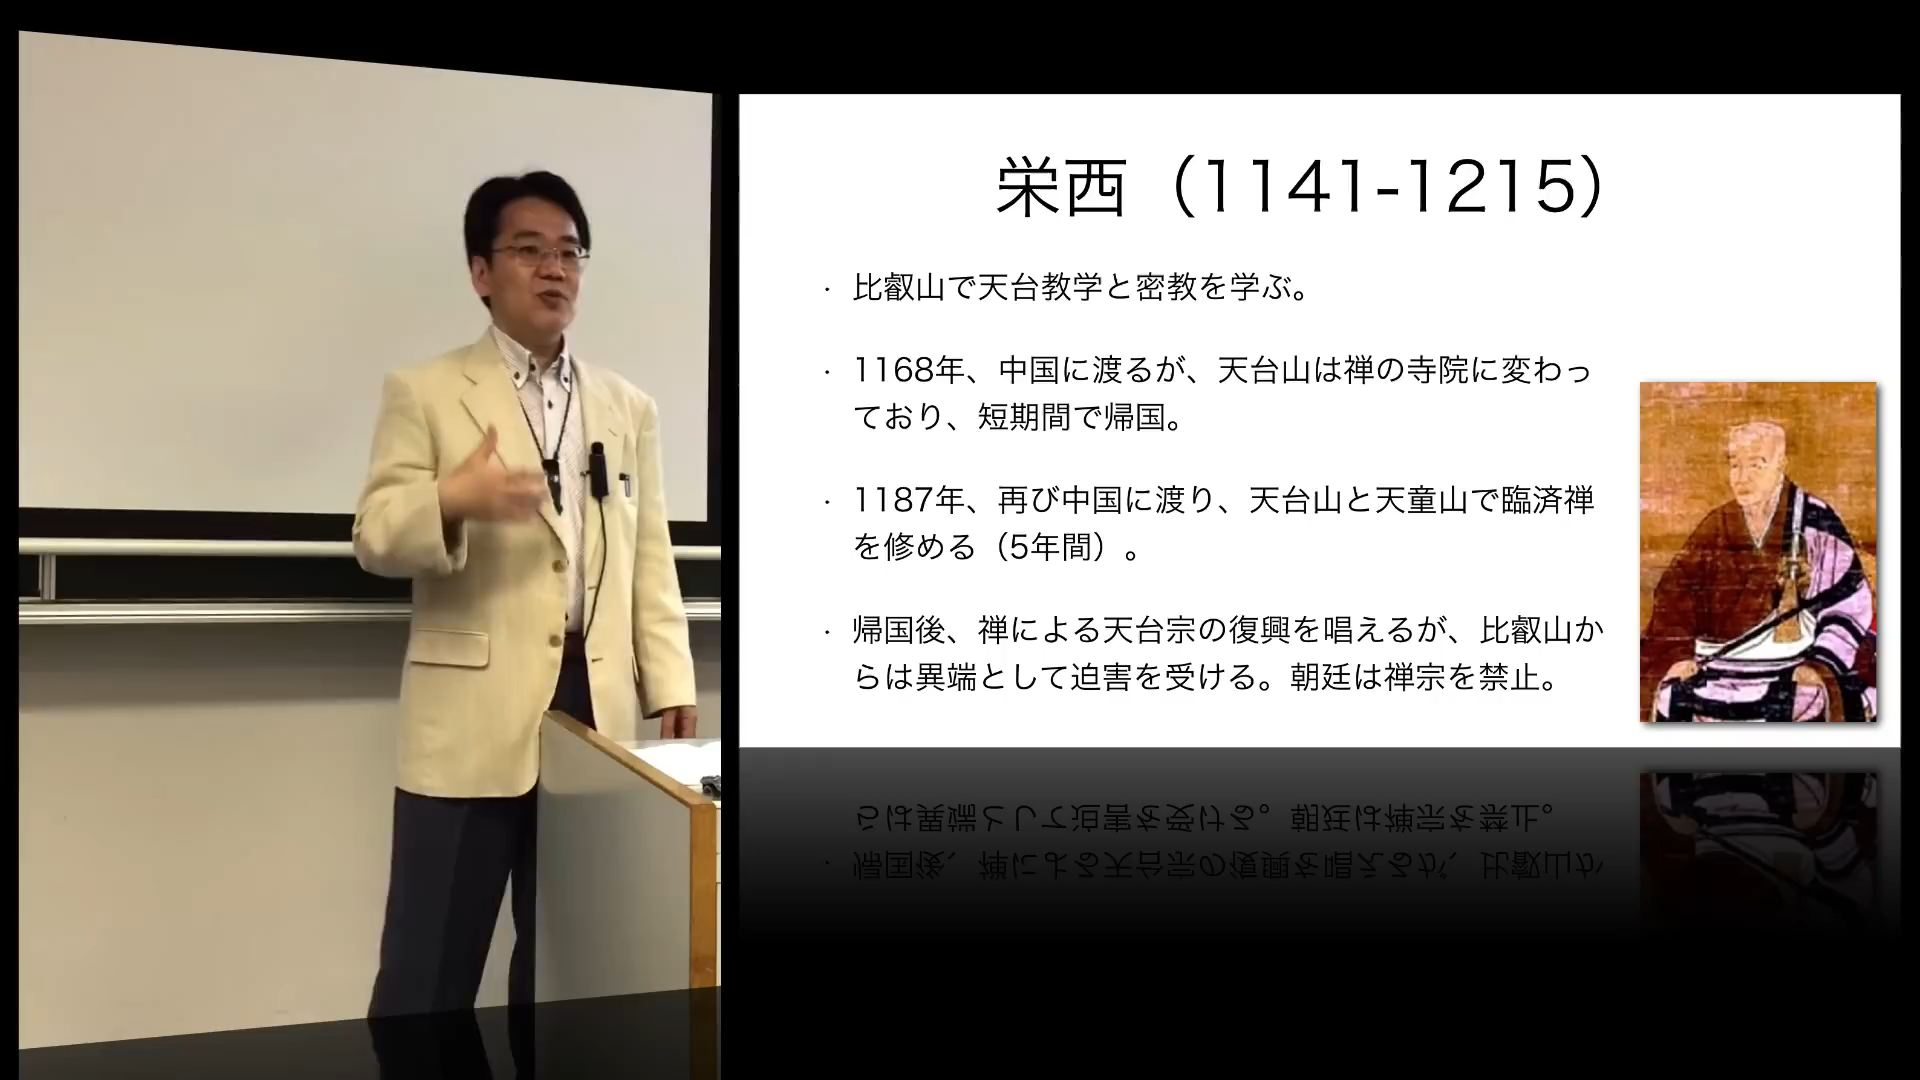 栄西（1141-1215）
· 比叡山で天台教学と密教を学ぶ。
· 1168年、中国に渡るが、天台山は禅の寺院に変わっ
ており、短期間で帰国。
· 1187年、再び中国に渡り、天台山と天童山で臨済禅
を修める（5年間）。
· 帰国後、禅による天台宗の復興を唱えるが、比叡山か
らは異端として迫害を受ける。朝廷は禅宗を禁止。